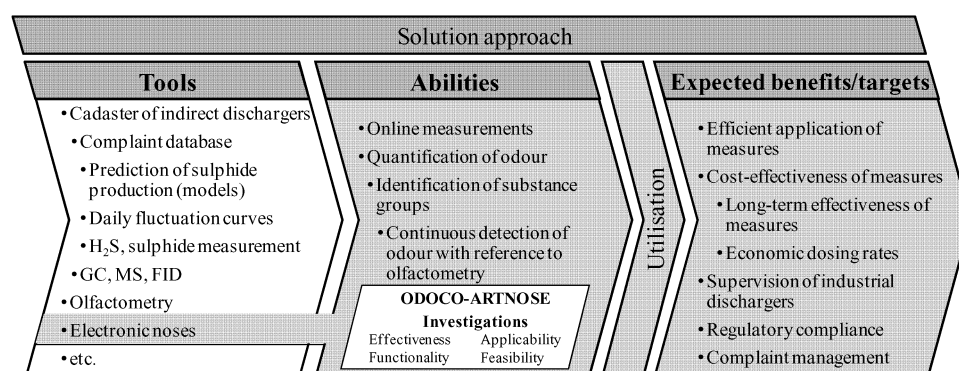 Solution approach
Tools
•Cadaster of indirect dischargers
•Complaint database
•Prediction of sulphide
production (models)
•Daily fluctuation curves
•H₂S, sulphide measurement
•GC, MS, FID
•Olfactometry
•Electronic noses
•etc.
Abilities
•Online measurements
•Quantification of odour
•Identification of substance
groups
•Continuous detection of
odour with reference to
olfactometry
ODOCO-ARTNOSE
Investigations
Effectiveness Applicability
Functionality Feasibility
Utilisation
Expected benefits/targets
•Efficient application of
measures
•Cost-effectiveness of measures
•Long-term effectiveness of
measures
•Economic dosing rates
•Supervision of industrial
dischargers
•Regulatory compliance
•Complaint management